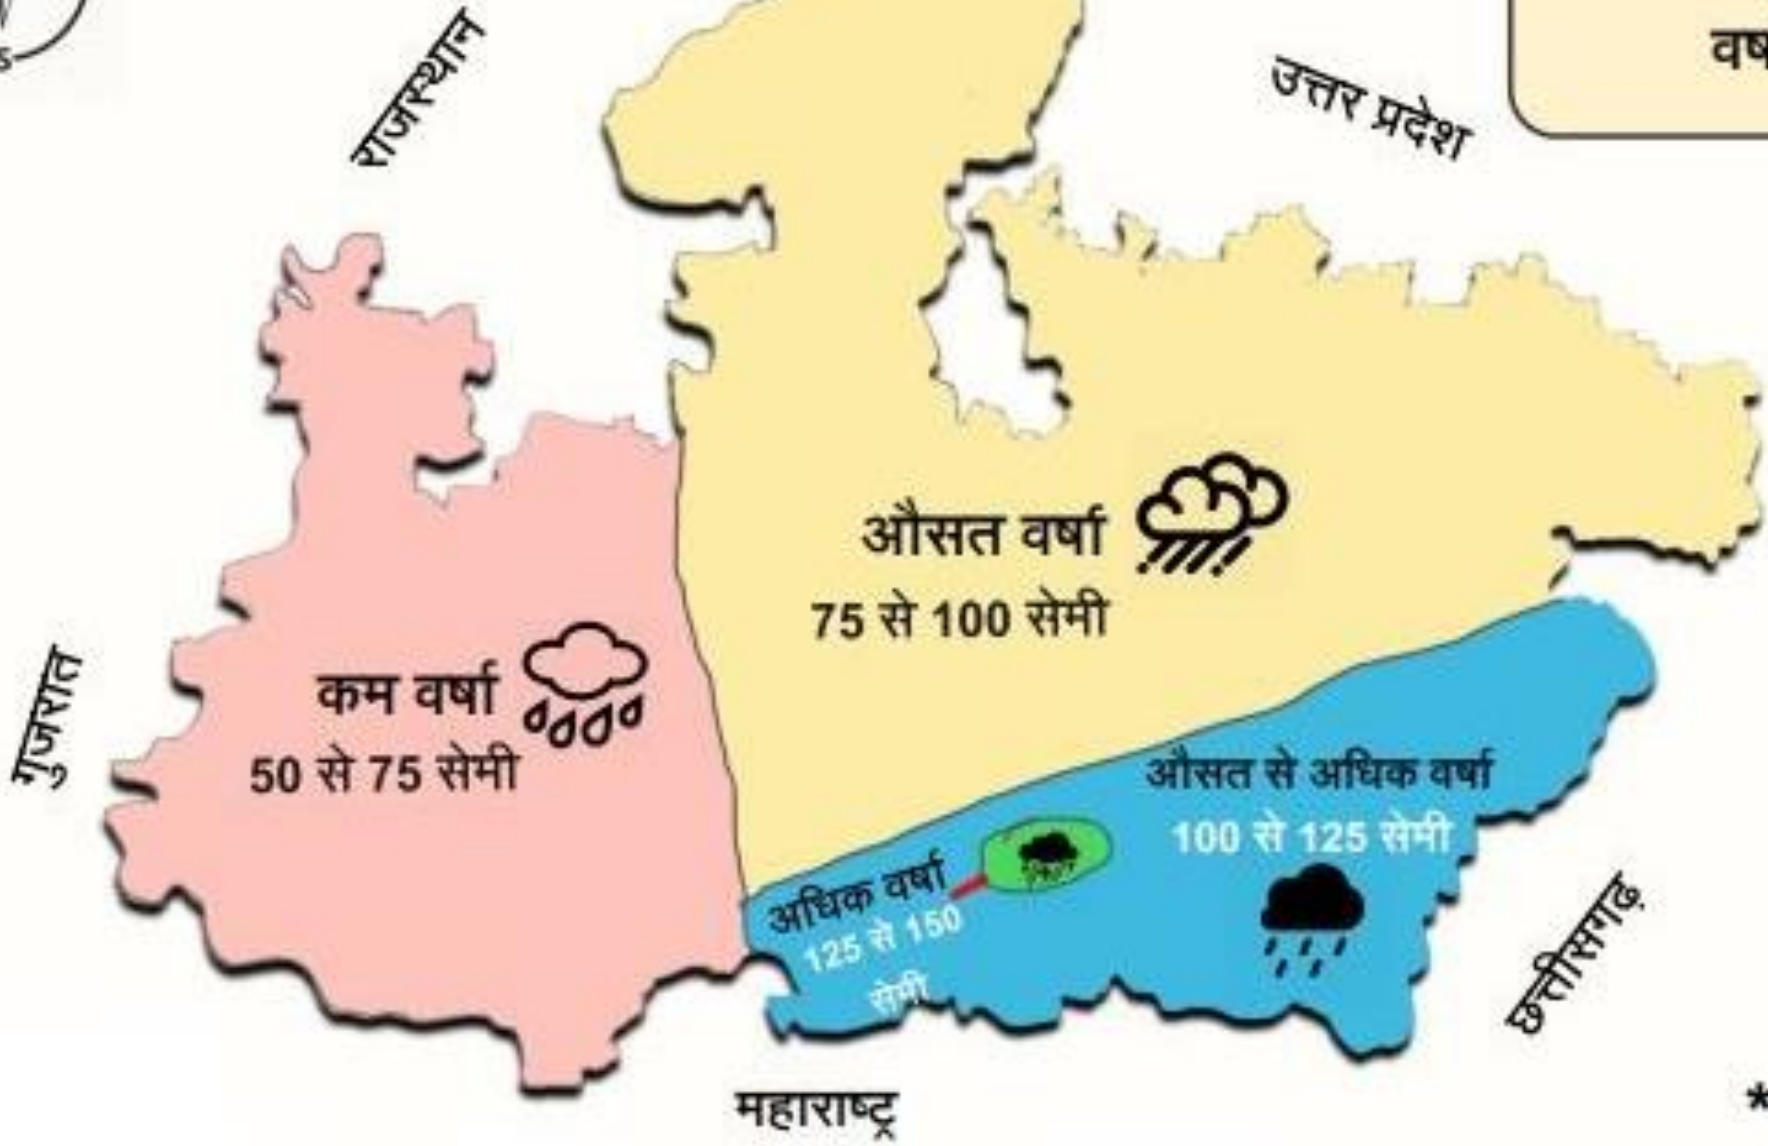 राजस्थान
उत्तर प्रदेश
औसत वर्षा
75 से 100 सेमी
गुजरात
कम वर्षा
50 से 75 सेमी
औसत से अधिक वर्षा
100 से 125 सेमी
अधिक वर्षा
125 से 150
सेमी
छत्तीसगढ़
महाराष्ट्र
*